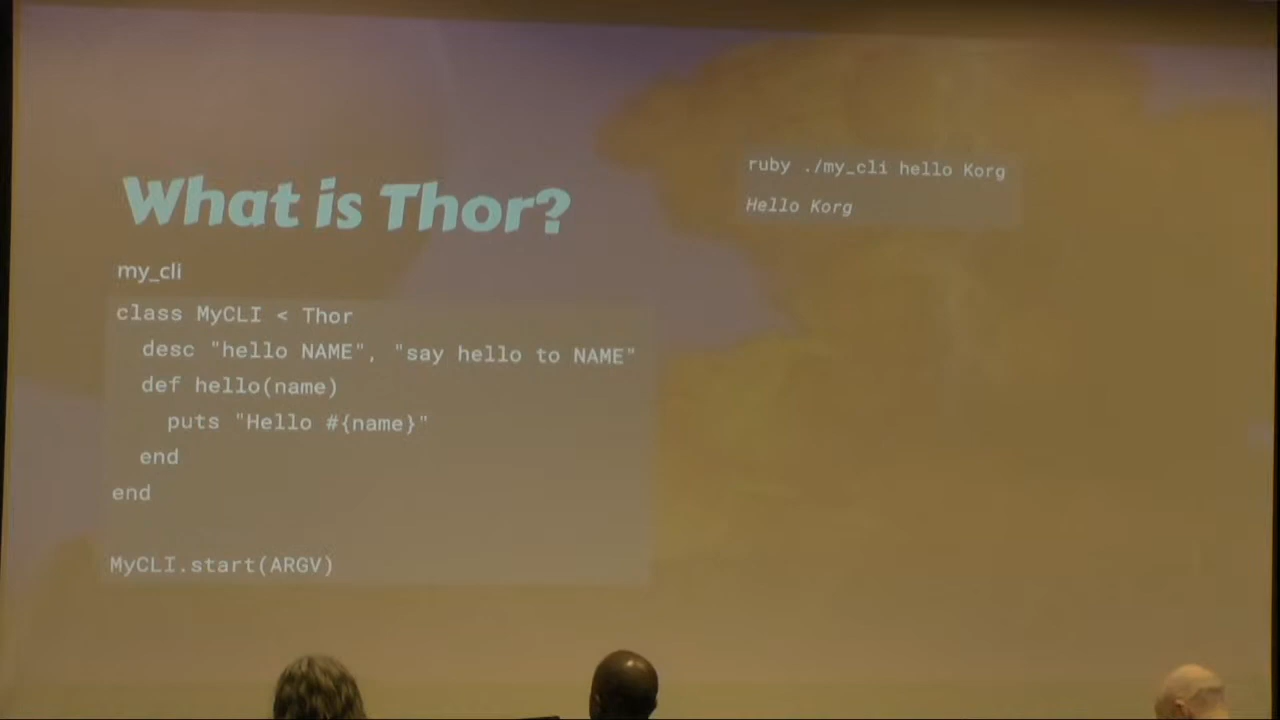 What is Thor?
my_cli
class MyCLI < Thor
  desc "hello NAME", "say hello to NAME"
  def hello(name)
    puts "Hello #{name}"
  end
end

MyCLI.start(ARGV)
ruby ./my_cli hello Korg
Hello Korg